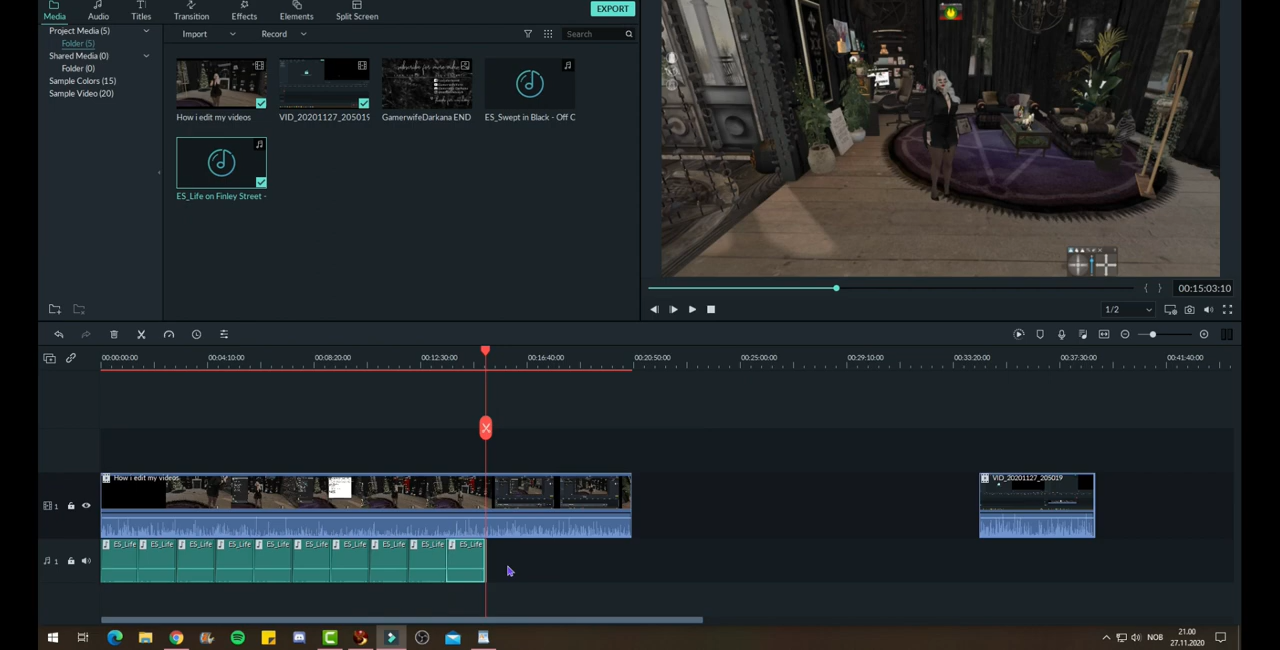 Media Audio Titles Transition Effects Elements Split Screen EXPORT
Project Media (5)
Folder (5)
Shared Media (0)
Folder (0)
Sample Colors (15)
Sample Video (20)
Import Record Search
How i edit my videos VID_20201127_205019 GamerwifeDarkana END ES_Swept in Black - Off C
ES_Life on Finley Street -
00:15:03:10
1/2
00:00:00:00 00:04:10:00 00:08:20:00 00:12:30:00 00:16:40:00 00:20:50:00 00:25:00:00 00:29:10:00 00:33:20:00 00:37:30:00 00:41:40:00
How i edit my videos VID_20201127_205019
1
ES_Life ES_Life ES_Life ES_Life ES_Life ES_Life ES_Life ES_Life ES_Life ES_Life
1
NOB 21.00
27.11.2020